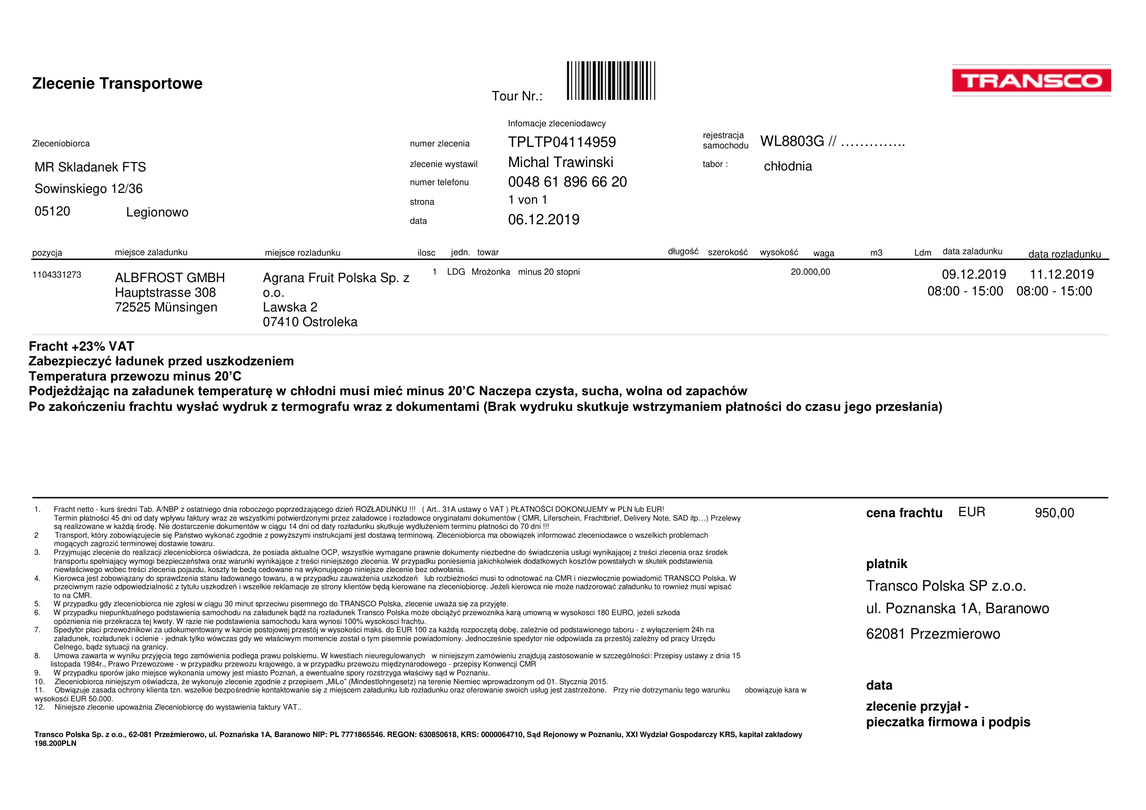 Zlecenie Transportowe
Tour Nr.:
TRANSCO
Infomacje zleceniodawcy
Zleceniobiorca
MR Skladanek FTS
Sowinskiego 12/36
05120 Legionowo
numer zlecenia TPLTP04114959
zlecenie wystawil Michal Trawinski
numer telefonu 0048 61 896 66 20
strona 1 von 1
data 06.12.2019
rejestracja
samochodu WL8803G // …………..
tabor : chłodnia
pozycja miejsce zaladunku miejsce rozladunku ilosc jedn. towar długość szerokość wysokość waga m3 Ldm data zaladunku data rozladunku
1104331273 ALBFROST GMBH Agrana Fruit Polska Sp. z 1 LDG Mrożonka minus 20 stopni 20.000,00 09.12.2019 11.12.2019
Hauptstrasse 308 o.o. 08:00 - 15:00 08:00 - 15:00
72525 Münsingen Lawska 2
07410 Ostroleka
Fracht +23% VAT
Zabezpieczyć ładunek przed uszkodzeniem
Temperatura przewozu minus 20’C
Podjeżdżając na załadunek temperaturę w chłodni musi mieć minus 20’C Naczepa czysta, sucha, wolna od zapachów
Po zakończeniu frachtu wysłać wydruk z termografu wraz z dokumentami (Brak wydruku skutkuje wstrzymaniem płatności do czasu jego przesłania)
1. Fracht netto - kurs średni Tab. A/NBP z ostatniego dnia roboczego poprzedzającego dzień ROZŁADUNKU !!! ( Art.. 31A ustawy o VAT ) PŁATNOŚCI DOKONUJEMY w PLN lub EUR!
Termin płatności 45 dni od daty wpływu faktury wraz ze wszystkimi potwierdzonymi przez załadowce i rozładowce oryginałami dokumentów ( CMR, Liferschein, Frachtbrief, Delivery Note, SAD itp…) Przelewy
są realizowane w każdą środę. Nie dostarczenie dokumentów w ciągu 14 dni od daty rozładunku skutkuje wydłużeniem terminu płatności do 70 dni !!!
2 Transport, który zobowiązujecie się Państwo wykonać zgodnie z powyższymi instrukcjami jest dostawą terminową. Zleceniobiorca ma obowiązek informować zleceniodawce o wszelkich problemach
mogących zagrozić terminowej dostawie towaru.
3. Przyjmując zlecenie do realizacji zleceniobiorca oświadcza, że posiada aktualne OCP, wszystkie wymagane prawnie dokumenty niezbedne do świadczenia usługi wynikającej z treści zlecenia oraz środek
transportu spełniający wymogi bezpieczeństwa oraz warunki wynikające z treści niniejszego zlecenia. W przypadku poniesienia jakichkolwiek dodatkowych kosztów powstałych w skutek podstawienia
niewłaściwego wobec treści zlecenia pojazdu, koszty te będą cedowane na wykonującego niniejsze zlecenie bez odwołania.
4. Kierowca jest zobowiązany do sprawdzenia stanu ładowanego towaru, a w przypadku zauważenia uszkodzeń lub rozbieżności musi to odnotować na CMR i niezwłocznie powiadomić TRANSCO Polska. W
przeciwnym razie odpowiedzialność z tytułu uszkodzeń i wszelkie reklamacje ze strony klientów będą kierowane na zleceniobiorcę. Jeżeli kierowca nie może nadzorować załadunku to rownież musi wpisać
to na CMR.
5. W przypadku gdy zleceniobiorca nie zgłosi w ciągu 30 minut sprzeciwu pisemnego do TRANSCO Polska, zlecenie uważa się za przyjęte.
6. W przypadku niepunktualnego podstawienia samochodu na załadunek bądź na rozładunek Transco Polska może obciążyć przewoźnika karą umowną w wysokosci 180 EURO, jeżeli szkoda
opóźnienia nie przekracza tej kwoty. W razie nie podstawienia samochodu kara wynosi 100% wysokosci frachtu.
7. Spedytor płaci przewoźnikowi za udokumentowany w karcie postojowej przestój w wysokości maks. do EUR 100 za każdą rozpoczętą dobę, zależnie od podstawionego taboru - z wyłączeniem 24h na
załadunek, rozładunek i oclenie - jednak tylko wówczas gdy we właściwym momencie został o tym pisemnie powiadomiony. Jednocześnie spedytor nie odpowiada za przestój zależny od pracy Urzędu
Celnego, bądz sytuacji na granicy.
8. Umowa zawarta w wyniku przyjęcia tego zamówienia podlega prawu polskiemu. W kwestiach nieuregulowanych w niniejszym zamówieniu znajdują zastosowanie w szczególności: Przepisy ustawy z dnia 15
listopada 1984r., Prawo Przewozowe - w przypadku przewozu krajowego, a w przypadku przewozu międzynarodowego - przepisy Konwencji CMR
9. W przypadku sporów jako miejsce wykonania umowy jest miasto Poznań, a ewentualne spory rozstrzyga właściwy sąd w Poznaniu.
10. Zleceniobiorca niniejszym oświadcza, że wykonuje zlecenie zgodnie z przepisem „MiLo” (Mindestlohngesetz) na terenie Niemiec wprowadzonym od 01. Stycznia 2015.
11. Obwiązuje zasada ochrony klienta tzn. wszelkie bezpośrednie kontaktowanie się z miejscem załadunku lub rozładunku oraz oferowanie swoich usług jest zastrzeżone. Przy nie dotrzymaniu tego warunku obowiązuje kara w
wysokośći EUR 50.000.
12. Niniejsze zlecenie upoważnia Zleceniorcę do wystawienia faktury VAT..
Transco Polska Sp. z o.o., 62-081 Przeźmierowo, ul. Poznańska 1A, Baranowo NIP: PL 7771865546. REGON: 630850618, KRS: 0000064710, Sąd Rejonowy w Poznaniu, XXI Wydział Gospodarczy KRS, kapitał zakładowy
198.200PLN
cena frachtu EUR 950,00
platnik
Transco Polska SP z.o.o.
ul. Poznanska 1A, Baranowo
62081 Przezmierowo
data
zlecenie przyjał -
pieczatka firmowa i podpis